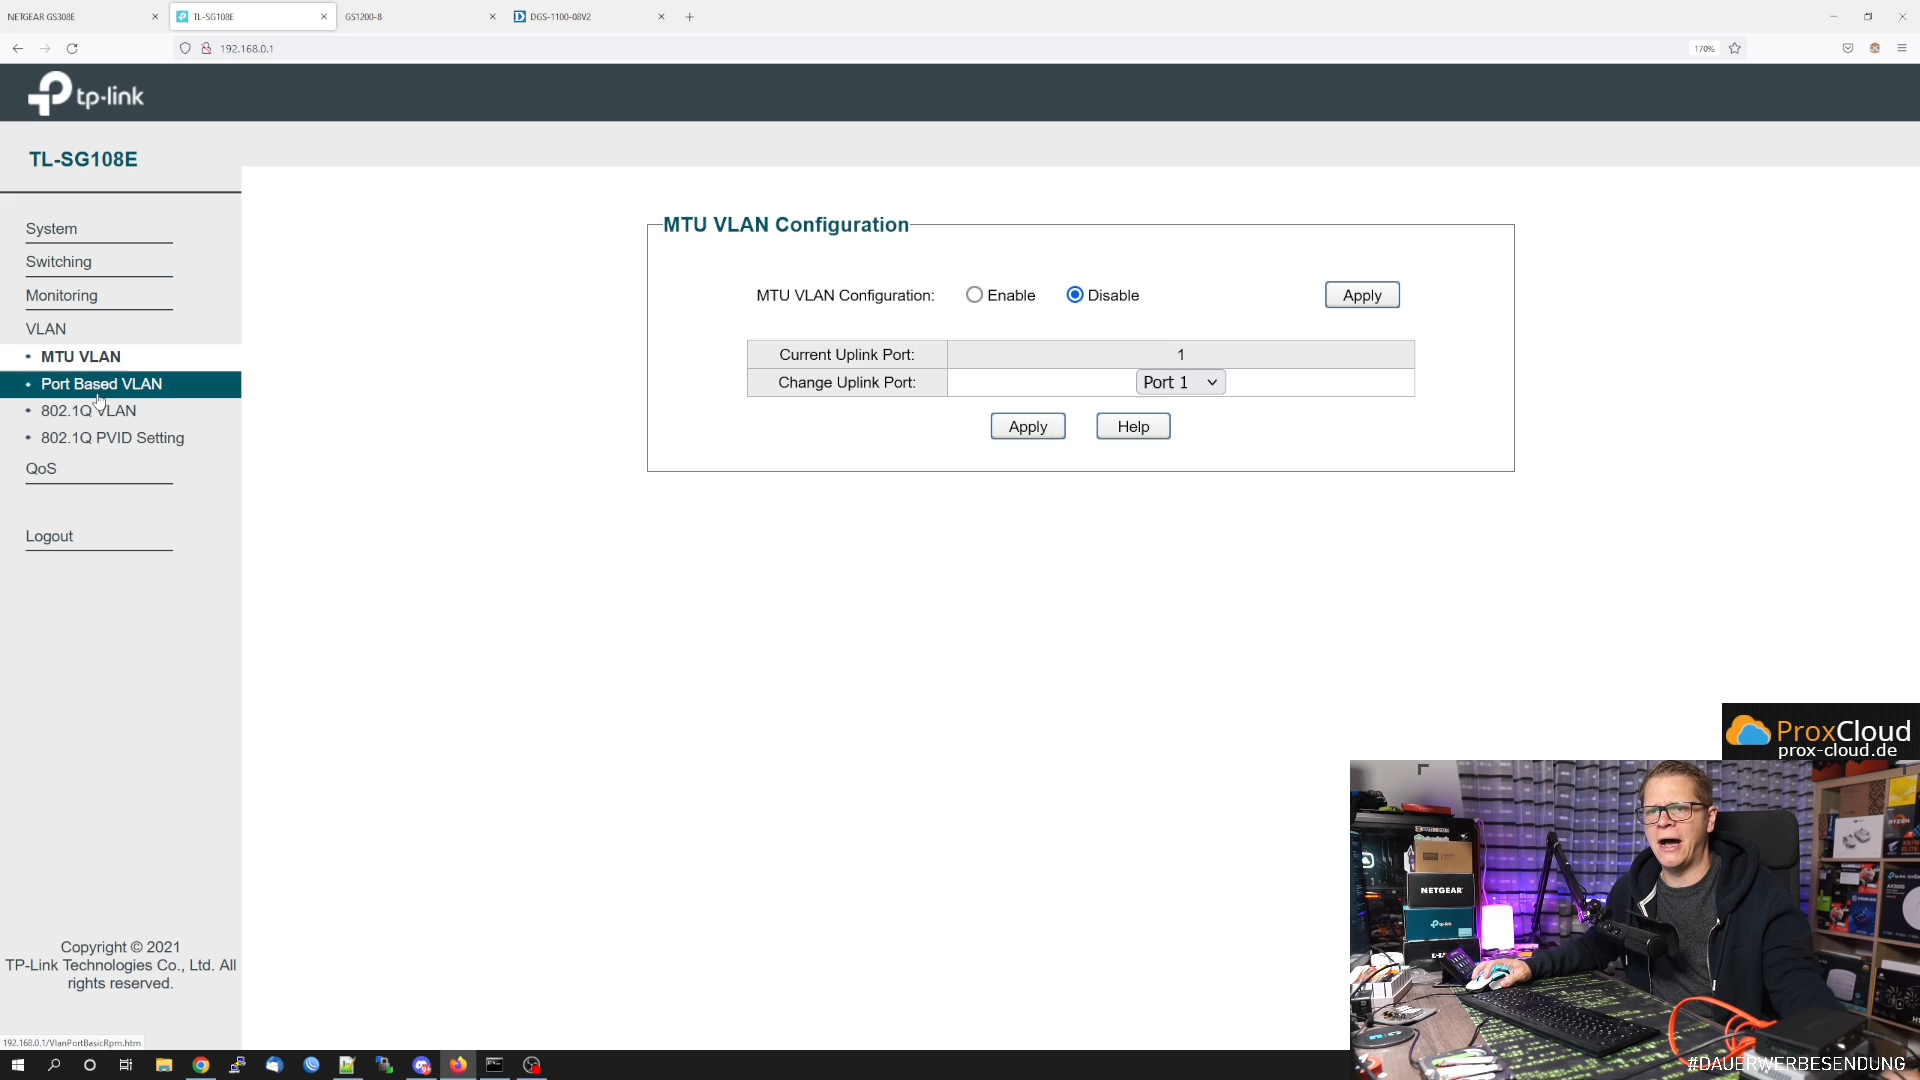 NETGEAR GS308E
TL-SG108E
GS1200-8
DGS-1100-08V2
192.168.0.1
170%
tp-link
TL-SG108E
System
Switching
Monitoring
VLAN
• MTU VLAN
• Port Based VLAN
• 802.1Q VLAN
• 802.1Q PVID Setting
QoS
Logout
MTU VLAN Configuration
MTU VLAN Configuration: Enable Disable Apply
Current Uplink Port: 1
Change Uplink Port: Port 1
Apply Help
Copyright © 2021
TP-Link Technologies Co., Ltd. All
rights reserved.
192.168.0.1/VlanPortBasicRpm.htm
ProxCloud
prox-cloud.de
NETGEAR
tp-link
RYZEN
#DAUERWERBESENDUNG